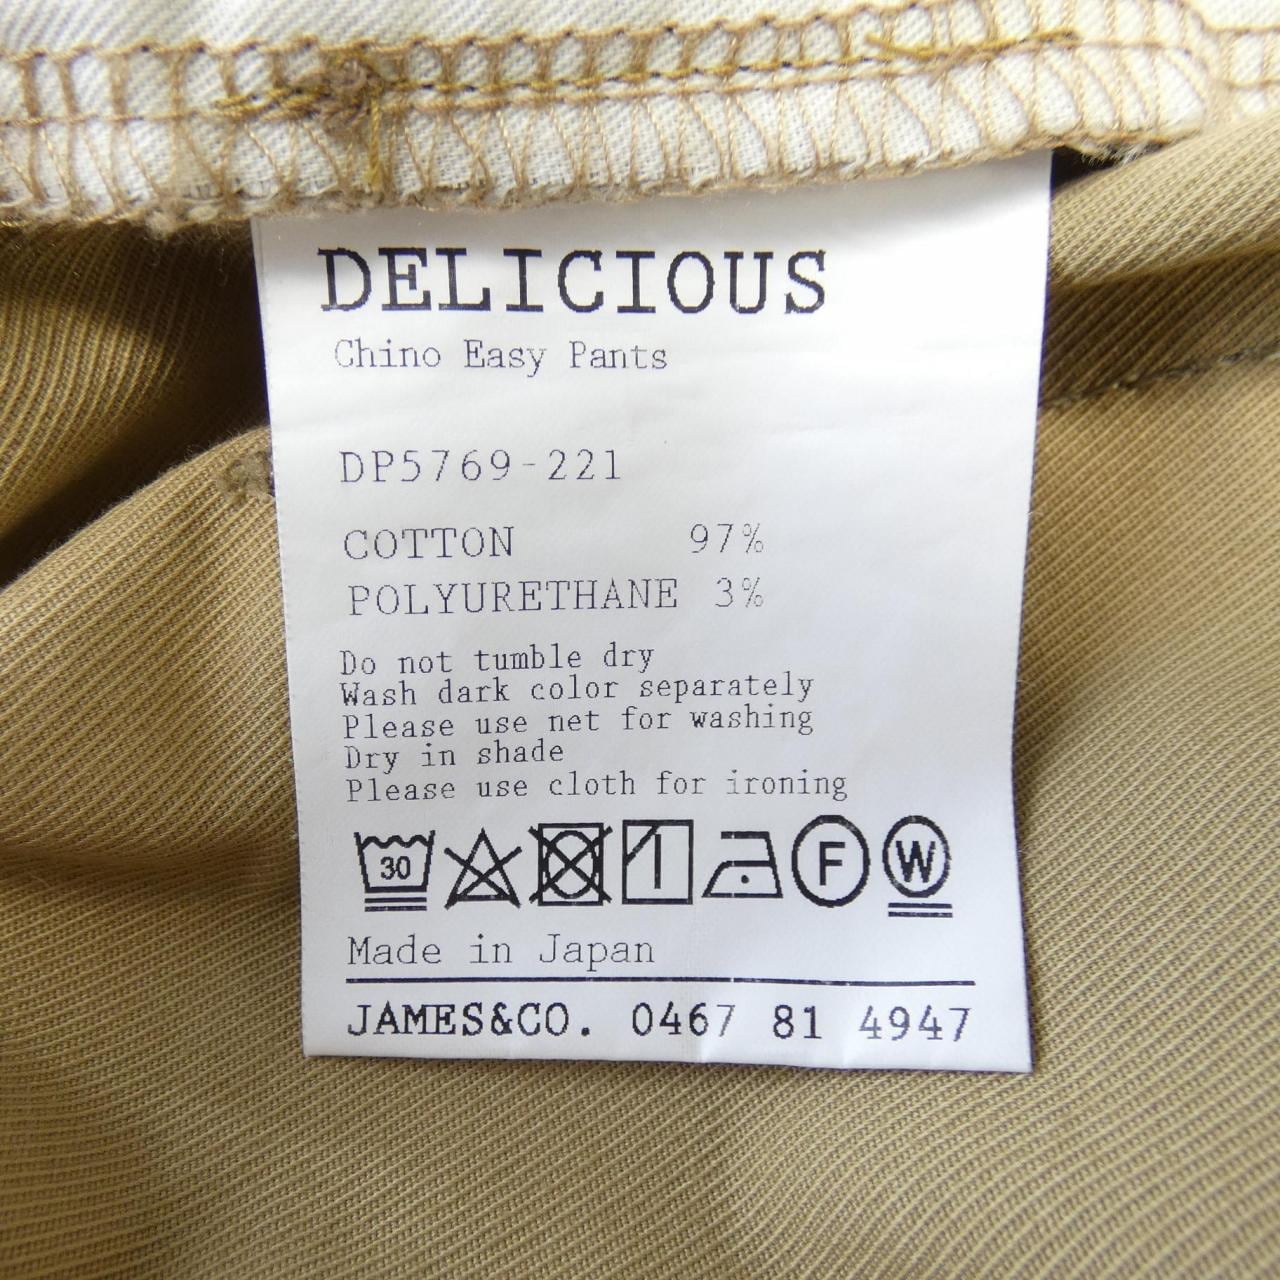 DELICIOUS
Chino Easy Pants
DP5769-221
COTTON 97%
POLYURETHANE 3%
Do not tumble dry
Wash dark color separately
Please use net for washing
Dry in shade
Please use cloth for ironing
30 F W
Made in Japan
JAMES&CO. 0467 81 4947